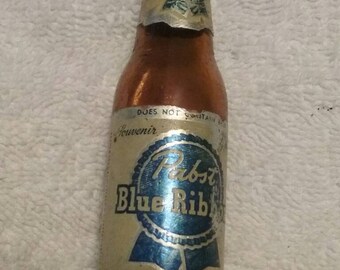 DOES NOT
Souvenir
Pabst
Blue Rib